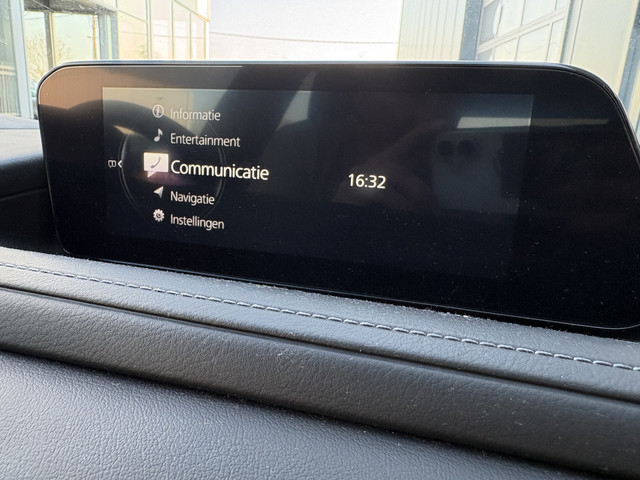 Informatie
Entertainment
Communicatie
16:32
Navigatie
Instellingen